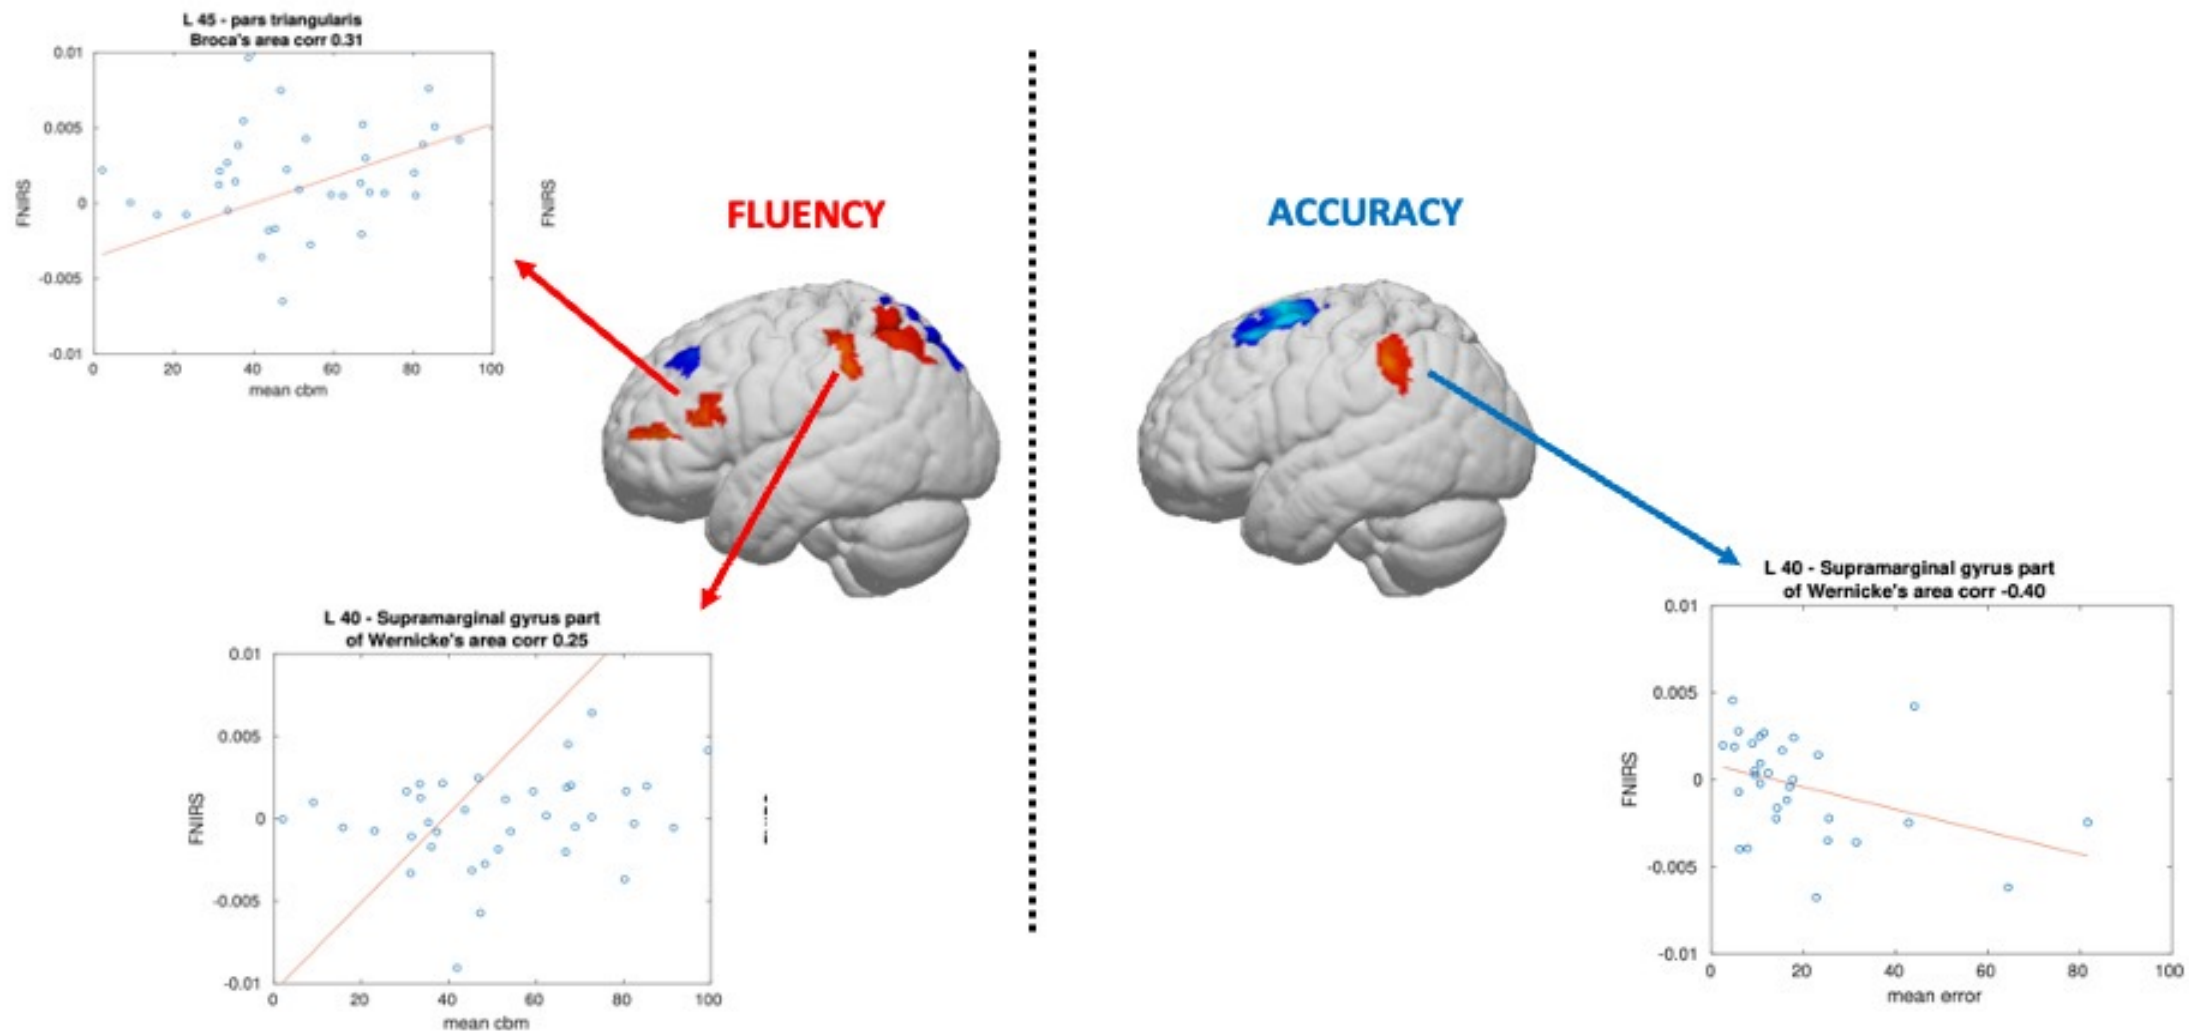 L 45 - pars triangularis
Broca's area corr 0.31
0.01
0.005
0
-0.005
-0.01
FNIRS
0 20 40 60 80 100
mean cbm
FNIRS
FLUENCY
ACCURACY
L 40 - Supramarginal gyrus part
of Wernicke's area corr 0.25
0.01
0.005
0
-0.005
-0.01
FNIRS
0 20 40 60 80 100
mean cbm
L 40 - Supramarginal gyrus part
of Wernicke's area corr -0.40
0.01
0.005
0
-0.005
-0.01
FNIRS
0 20 40 60 80 100
mean error